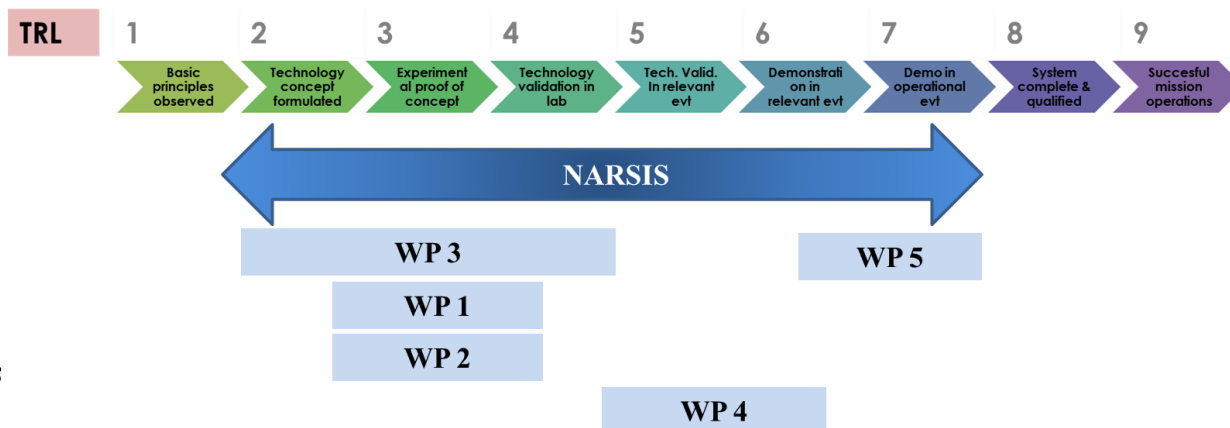 TRL 1 2 3 4 5 6 7 8 9
Basic
principles
observed
Technology
concept
formulated
Experiment
al proof of
concept
Technology
validation in
lab
Tech. Valid.
In relevant
evt
Demonstrati
on in
relevant evt
Demo in
operational
evt
System
complete &
qualified
Succesful
mission
operations
NARSIS
WP 3
WP 5
WP 1
WP 2
WP 4